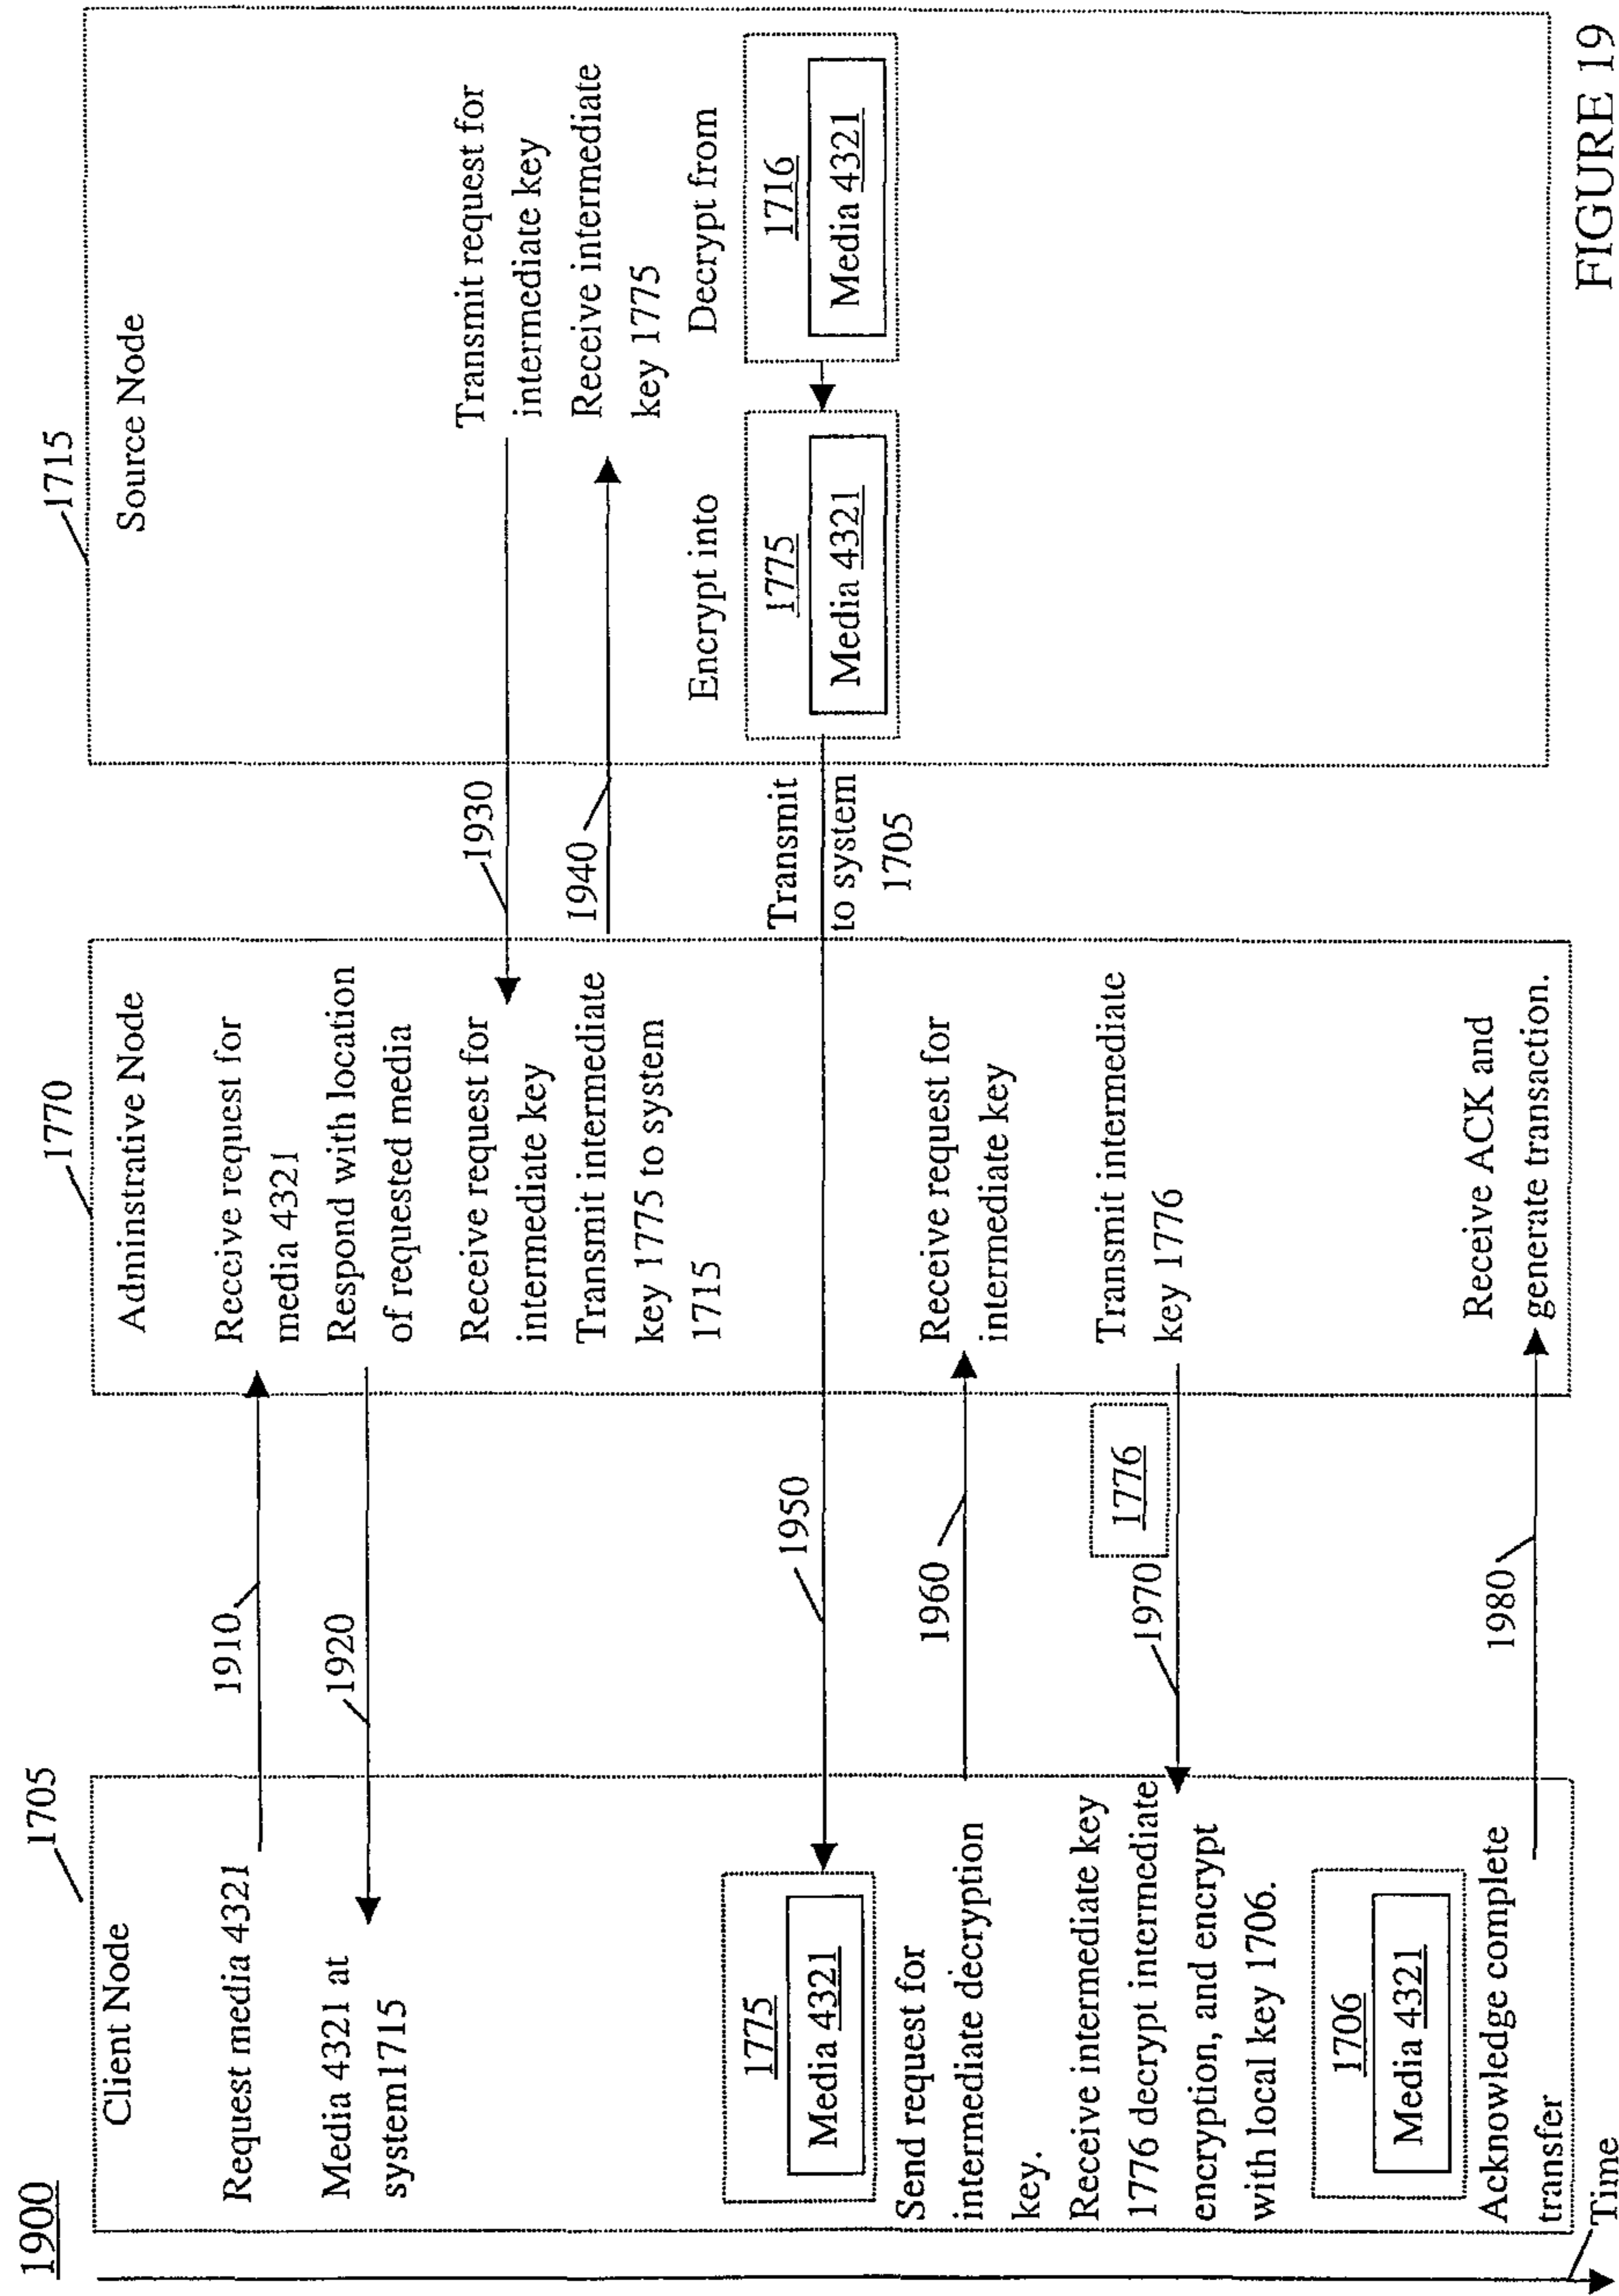 1900
1705
1770
1715
Client Node
Administrative Node
Source Node
Request media 4321
1910
Receive request for
media 4321
Media 4321 at
system1715
1920
Respond with location
of requested media
Transmit request for
intermediate key
1930
Receive request for
intermediate key
Receive intermediate
key 1775
1940
Transmit intermediate
key 1775 to system
1715
Decrypt from
1716
Media 4321
Encrypt into
1775
Media 4321
Transmit
to system
1705
1950
1775
Media 4321
Send request for
intermediate decryption
key.
1960
Receive request for
intermediate key
Transmit intermediate
key 1776
1776
1970
Receive intermediate key
1776 decrypt intermediate
encryption, and encrypt
with local key 1706.
1706
Media 4321
Acknowledge complete
transfer
1980
Receive ACK and
generate transaction.
Time
FIGURE 19